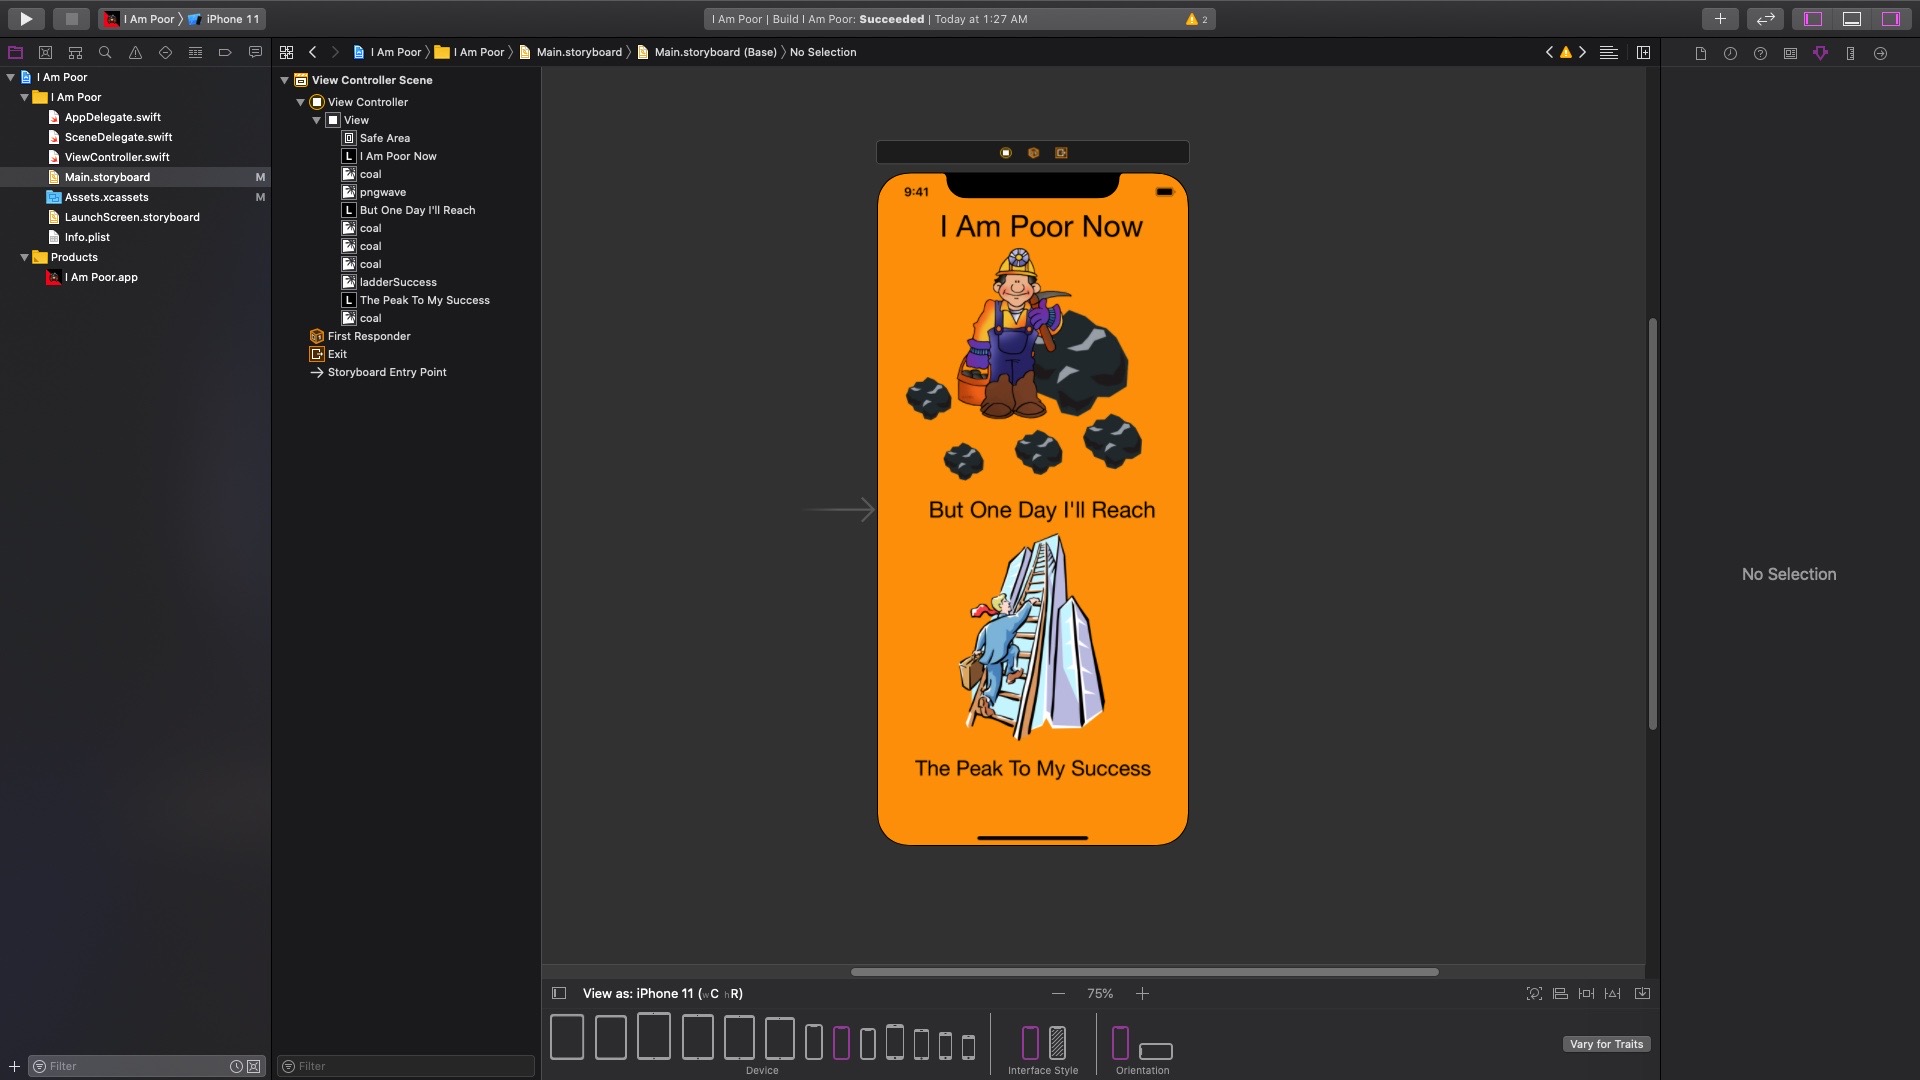 I Am Poor iPhone 11
I Am Poor | Build I Am Poor: Succeeded | Today at 1:27 AM
2
I Am Poor I Am Poor Main.storyboard Main.storyboard (Base) No Selection
I Am Poor
I Am Poor
AppDelegate.swift
SceneDelegate.swift
ViewController.swift
Main.storyboard M
Assets.xcassets M
LaunchScreen.storyboard
Info.plist
Products
I Am Poor.app
Filter
View Controller Scene
View Controller
View
Safe Area
L I Am Poor Now
coal
pngwave
L But One Day I'll Reach
coal
coal
coal
ladderSuccess
L The Peak To My Success
coal
First Responder
Exit
Storyboard Entry Point
Filter
9:41
I Am Poor Now
But One Day I'll Reach
The Peak To My Success
No Selection
View as: iPhone 11 (wC hR)
75%
Device
Interface Style
Orientation
Vary for Traits